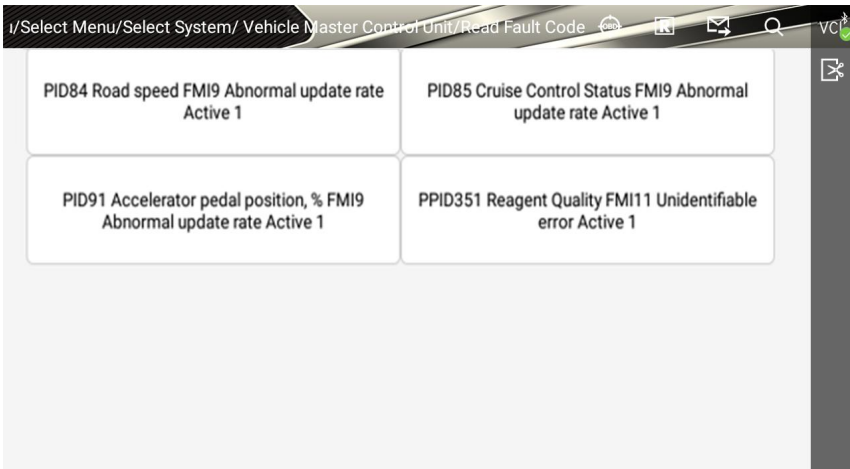 ı/Select Menu/Select System/ Vehicle Master Control Unit/Read Fault Code
OBD
R
VCI
PID84 Road speed FMI9 Abnormal update rate
Active 1
PID85 Cruise Control Status FMI9 Abnormal
update rate Active 1
PID91 Accelerator pedal position, % FMI9
Abnormal update rate Active 1
PPID351 Reagent Quality FMI11 Unidentifiable
error Active 1